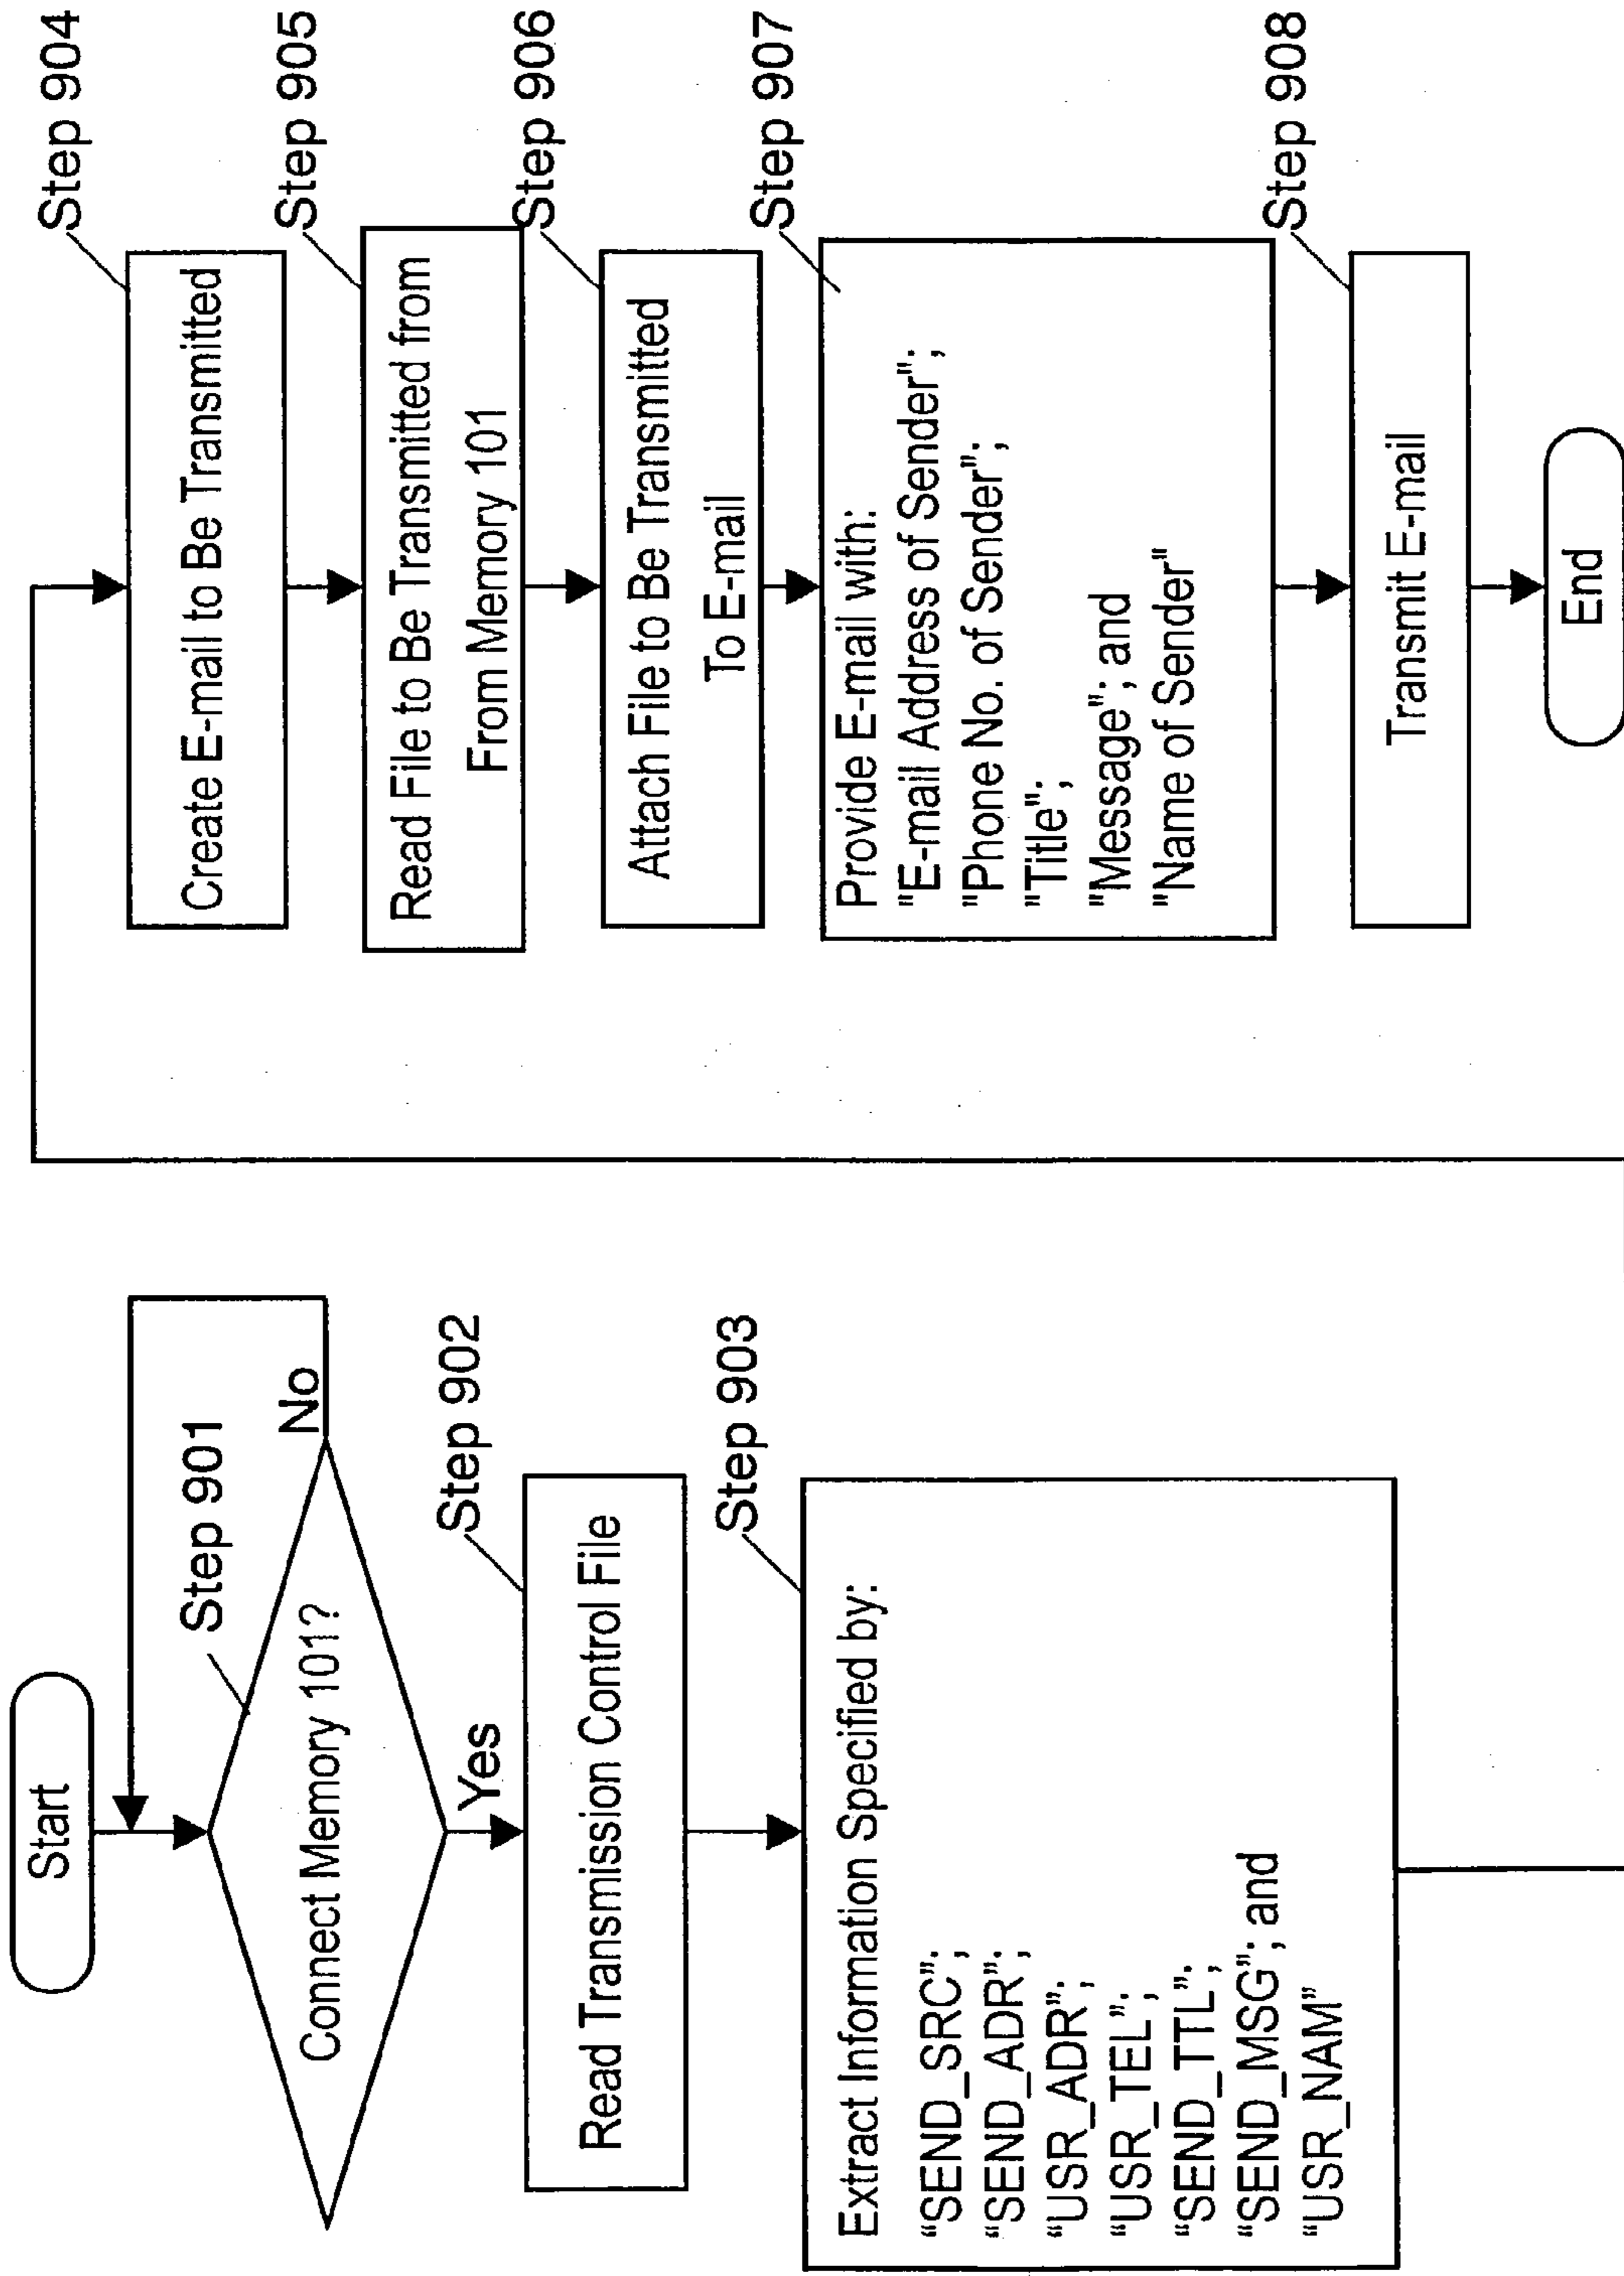 Start
Step 901
Connect Memory 101?
No
Yes
Step 902
Read Transmission Control File
Step 903
Extract Information Specified by:
“SEND_SRC”;
“SEND_ADR”;
“USR_ADR”;
“USR_TEL”;
“SEND_TTL”;
“SEND_MSG”; and
“USR_NAM”
Step 904
Create E-mail to Be Transmitted
Step 905
Read File to Be Transmitted from
From Memory 101
Step 906
Attach File to Be Transmitted
To E-mail
Step 907
Provide E-mail with:
"E-mail Address of Sender";
"Phone No. of Sender";
"Title";
"Message"; and
"Name of Sender"
Step 908
Transmit E-mail
End